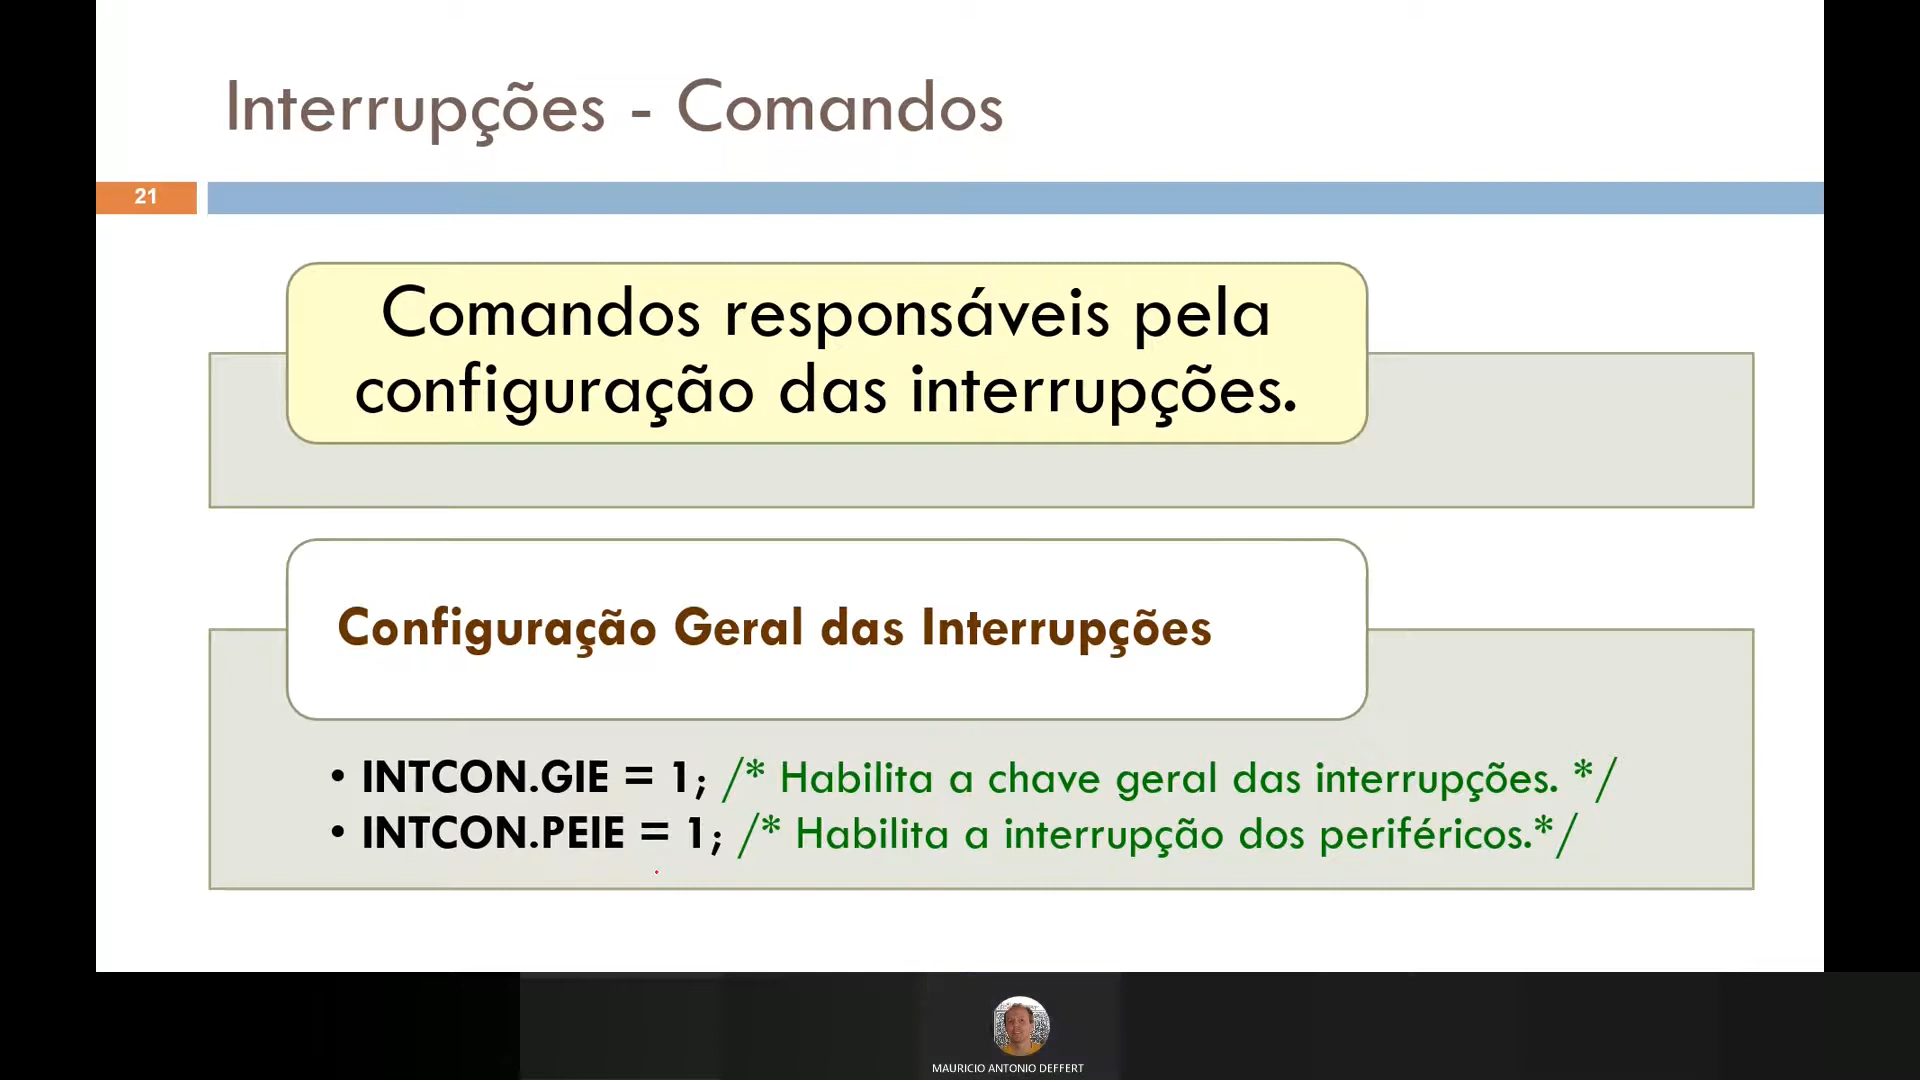 Interrupções - Comandos
21
Comandos responsáveis pela
configuração das interrupções.
Configuração Geral das Interrupções
• INTCON.GIE = 1; /* Habilita a chave geral das interrupções. */
• INTCON.PEIE = 1; /* Habilita a interrupção dos periféricos.*/
MAURICIO ANTONIO DEFFERT